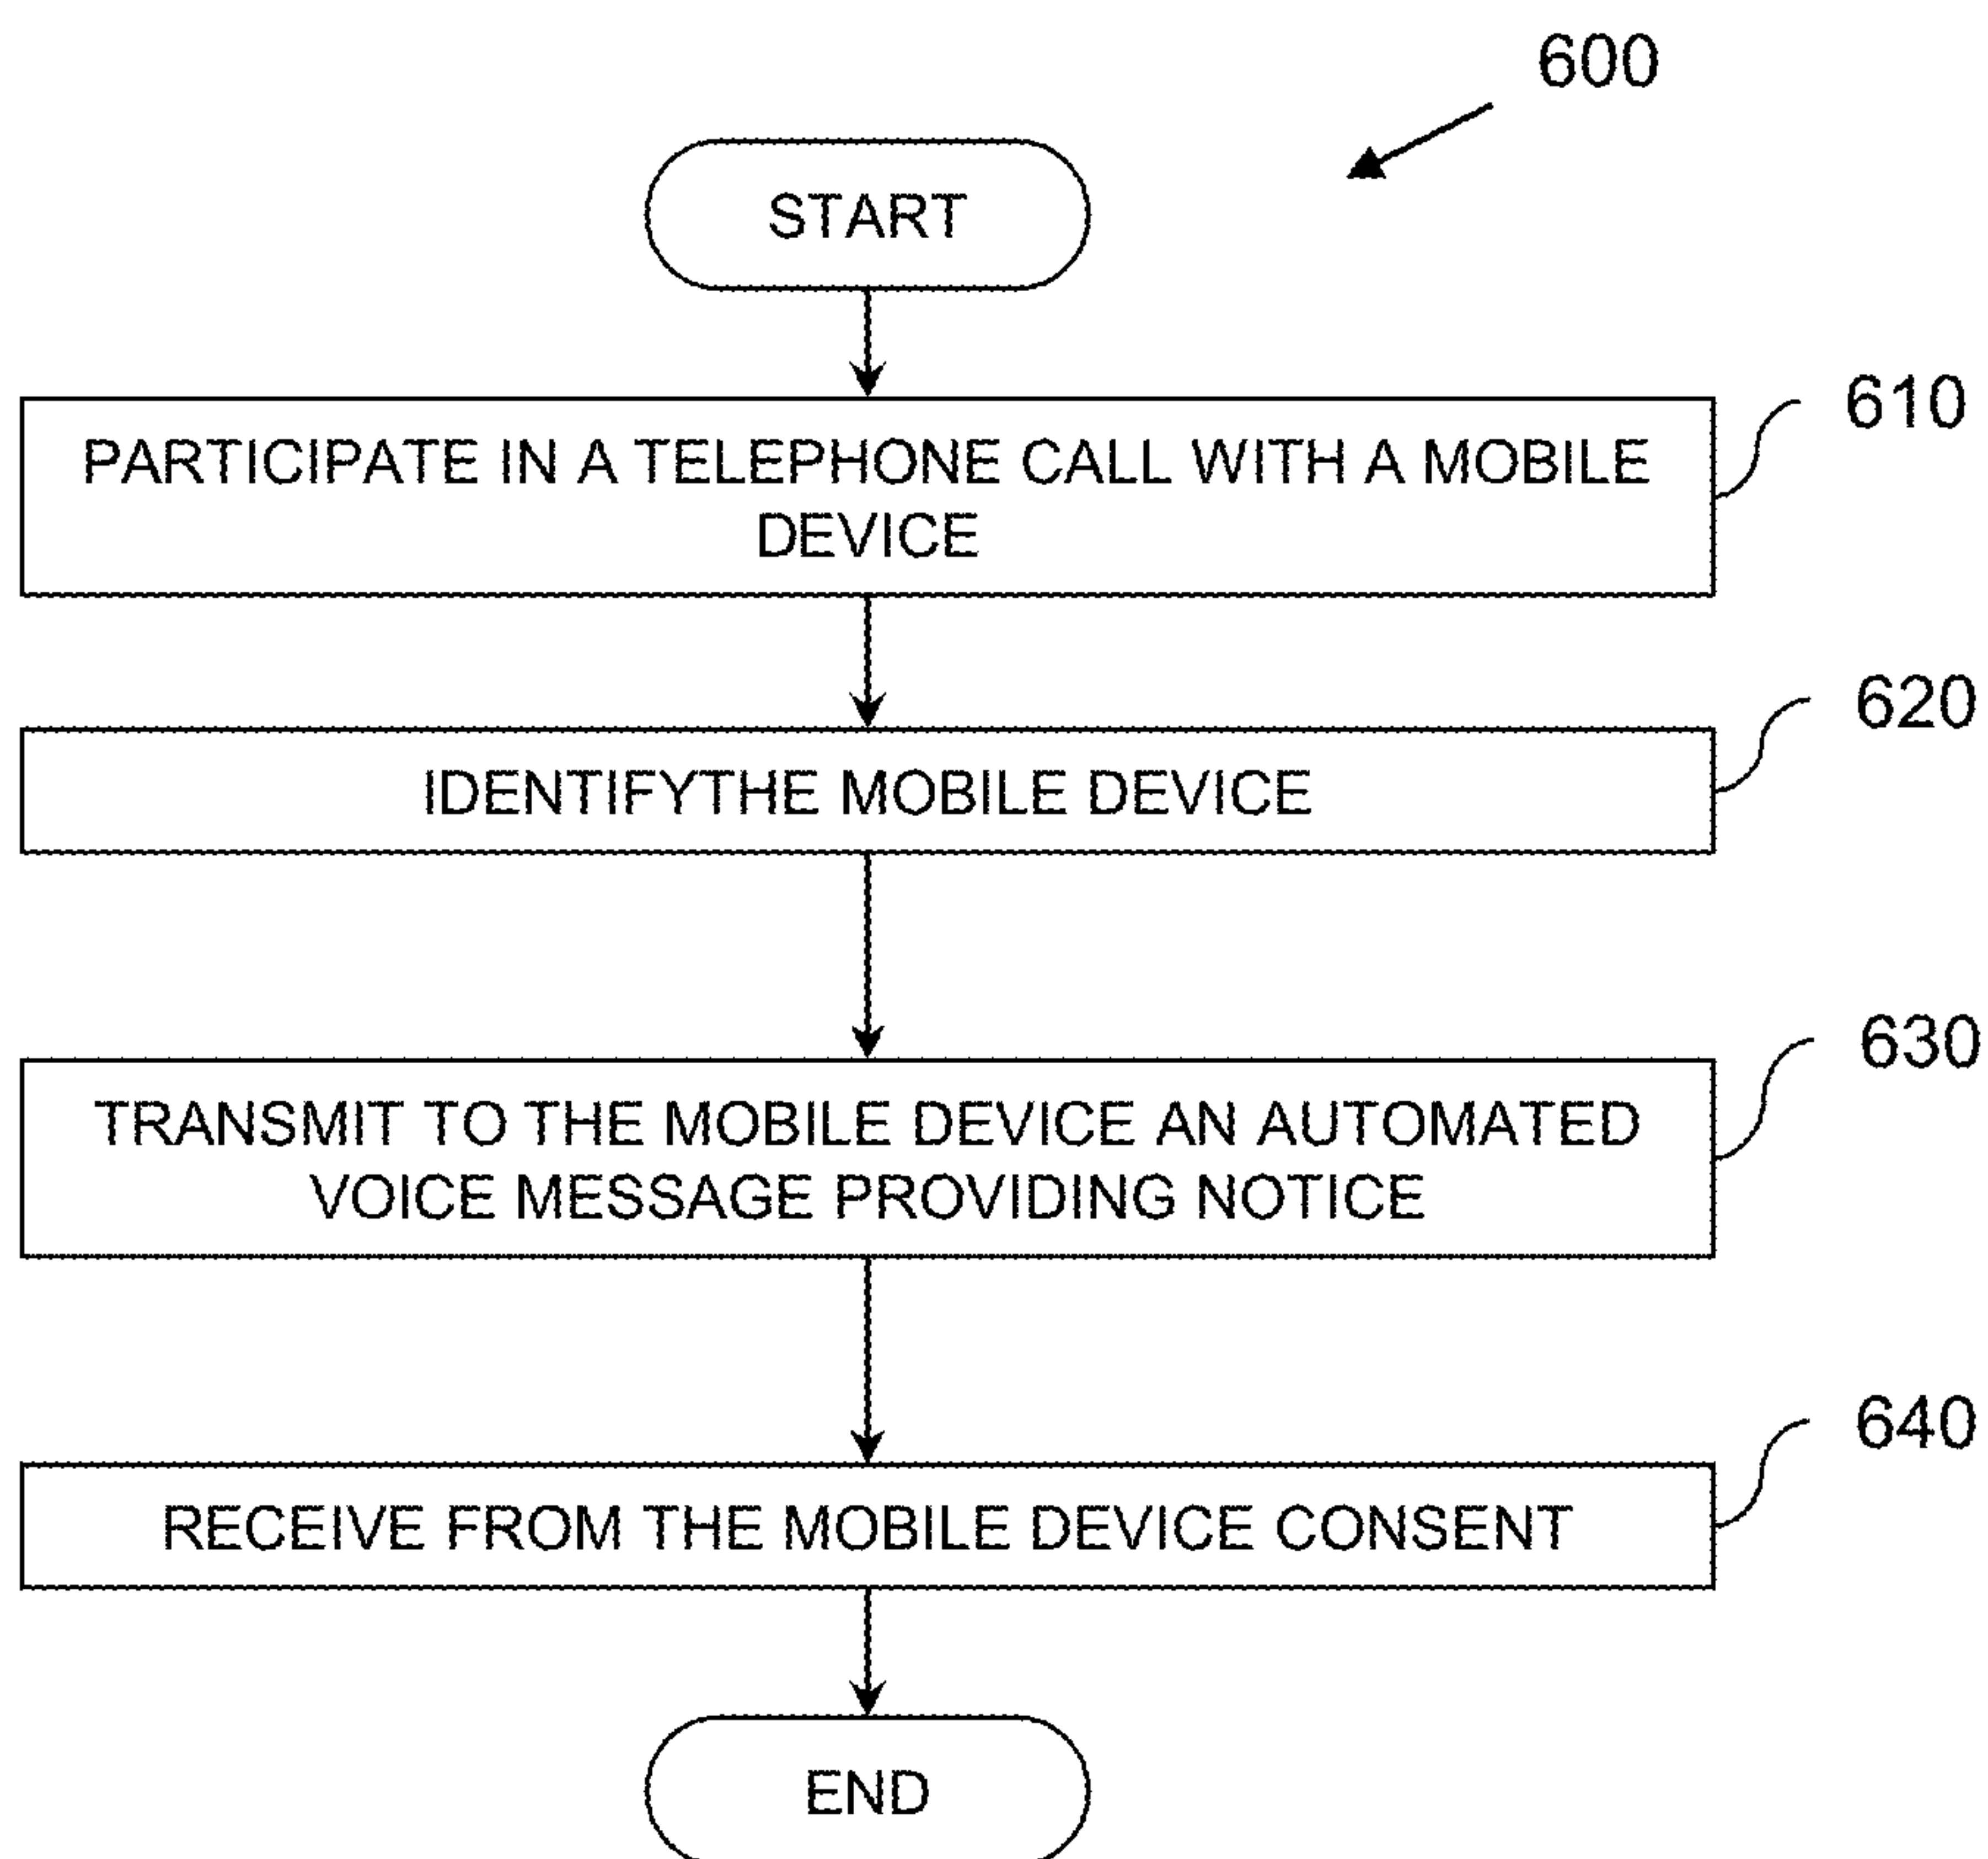 600
START
610
PARTICIPATE IN A TELEPHONE CALL WITH A MOBILE
DEVICE
620
IDENTIFYTHE MOBILE DEVICE
630
TRANSMIT TO THE MOBILE DEVICE AN AUTOMATED
VOICE MESSAGE PROVIDING NOTICE
640
RECEIVE FROM THE MOBILE DEVICE CONSENT
END